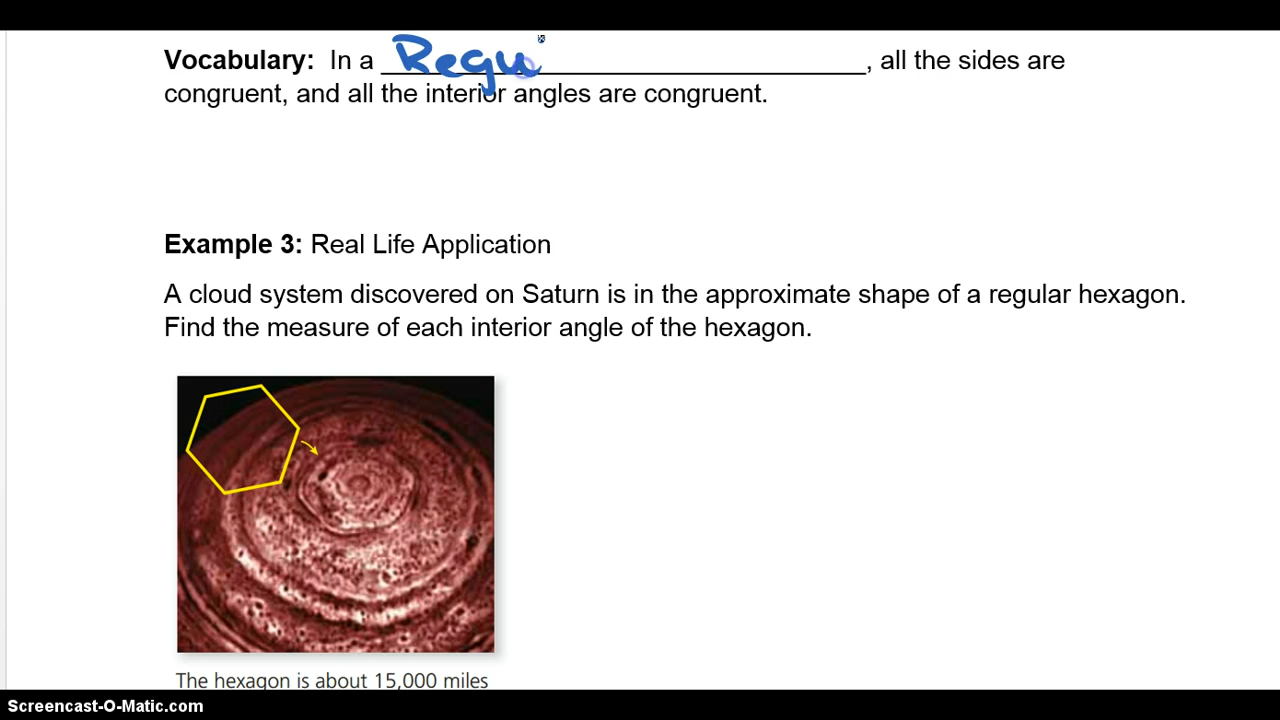 Vocabulary: In a Regu______________________, all the sides are
congruent, and all the interior angles are congruent.
Example 3: Real Life Application
A cloud system discovered on Saturn is in the approximate shape of a regular hexagon.
Find the measure of each interior angle of the hexagon.
The hexagon is about 15,000 miles
Screencast-O-Matic.com